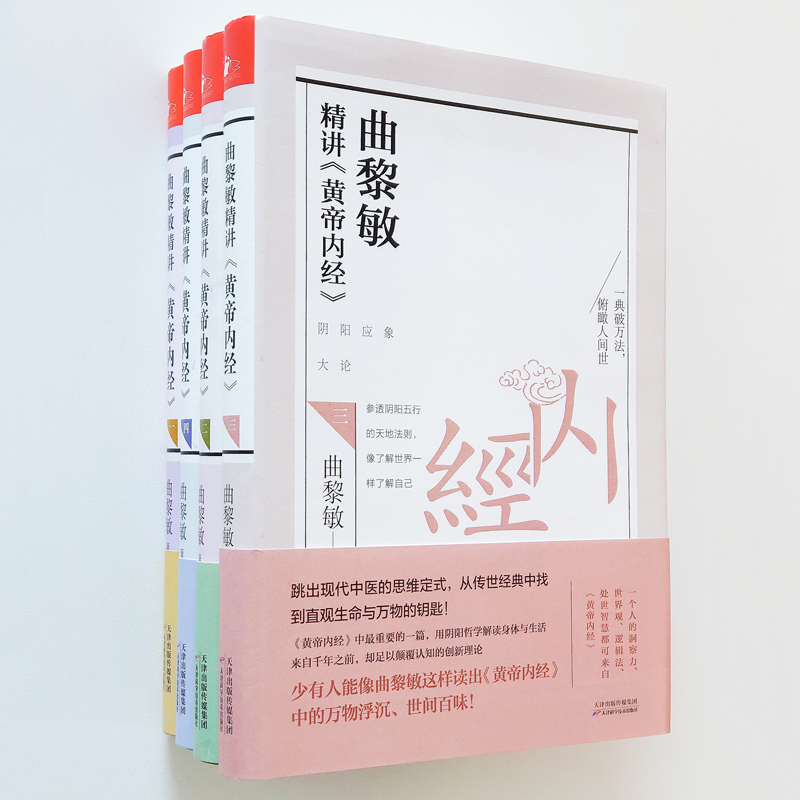 曲黎敏精讲《黄帝内经》
一
曲黎敏
天津出版传媒集团
曲黎敏精讲《黄帝内经》
四
曲黎敏
天津出版传媒集团
曲黎敏精讲《黄帝内经》
二
曲黎敏
天津出版传媒集团
曲黎敏精讲《黄帝内经》
三
曲黎敏
天津出版传媒集团
曲黎敏
精讲《黄帝内经》
阴阳应象
大论
一典破万法，
俯瞰人间世
三
参透阴阳五行
的天地法则，
像了解世界一
样了解自己
曲黎敏
内
經
跳出现代中医的思维定式，从传世经典中找
到直观生命与万物的钥匙！
《黄帝内经》中最重要的一篇，用阴阳哲学解读身体与生活
来自千年之前，却足以颠覆认知的创新理论
少有人能像曲黎敏这样读出《黄帝内经》
中的万物浮沉、世间百味！
一个人的洞察力、
世界观、逻辑法、
处世智慧都可来自
《黄帝内经》
天津出版传媒集团
天津科学技术出版社